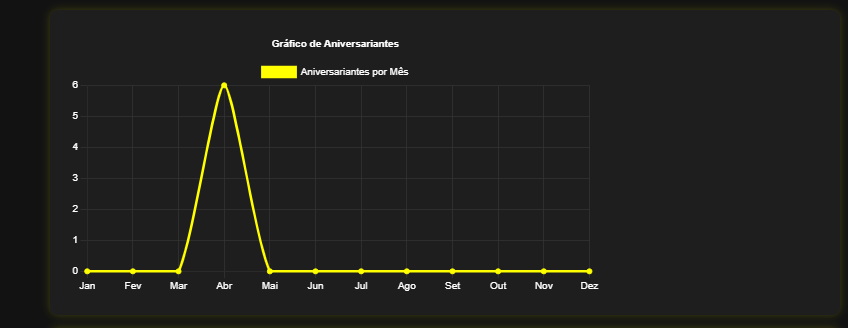 Gráfico de Aniversariantes
Aniversariantes por Mês
6
5
4
3
2
1
0
Jan Fev Mar Abr Mai Jun Jul Ago Set Out Nov Dez